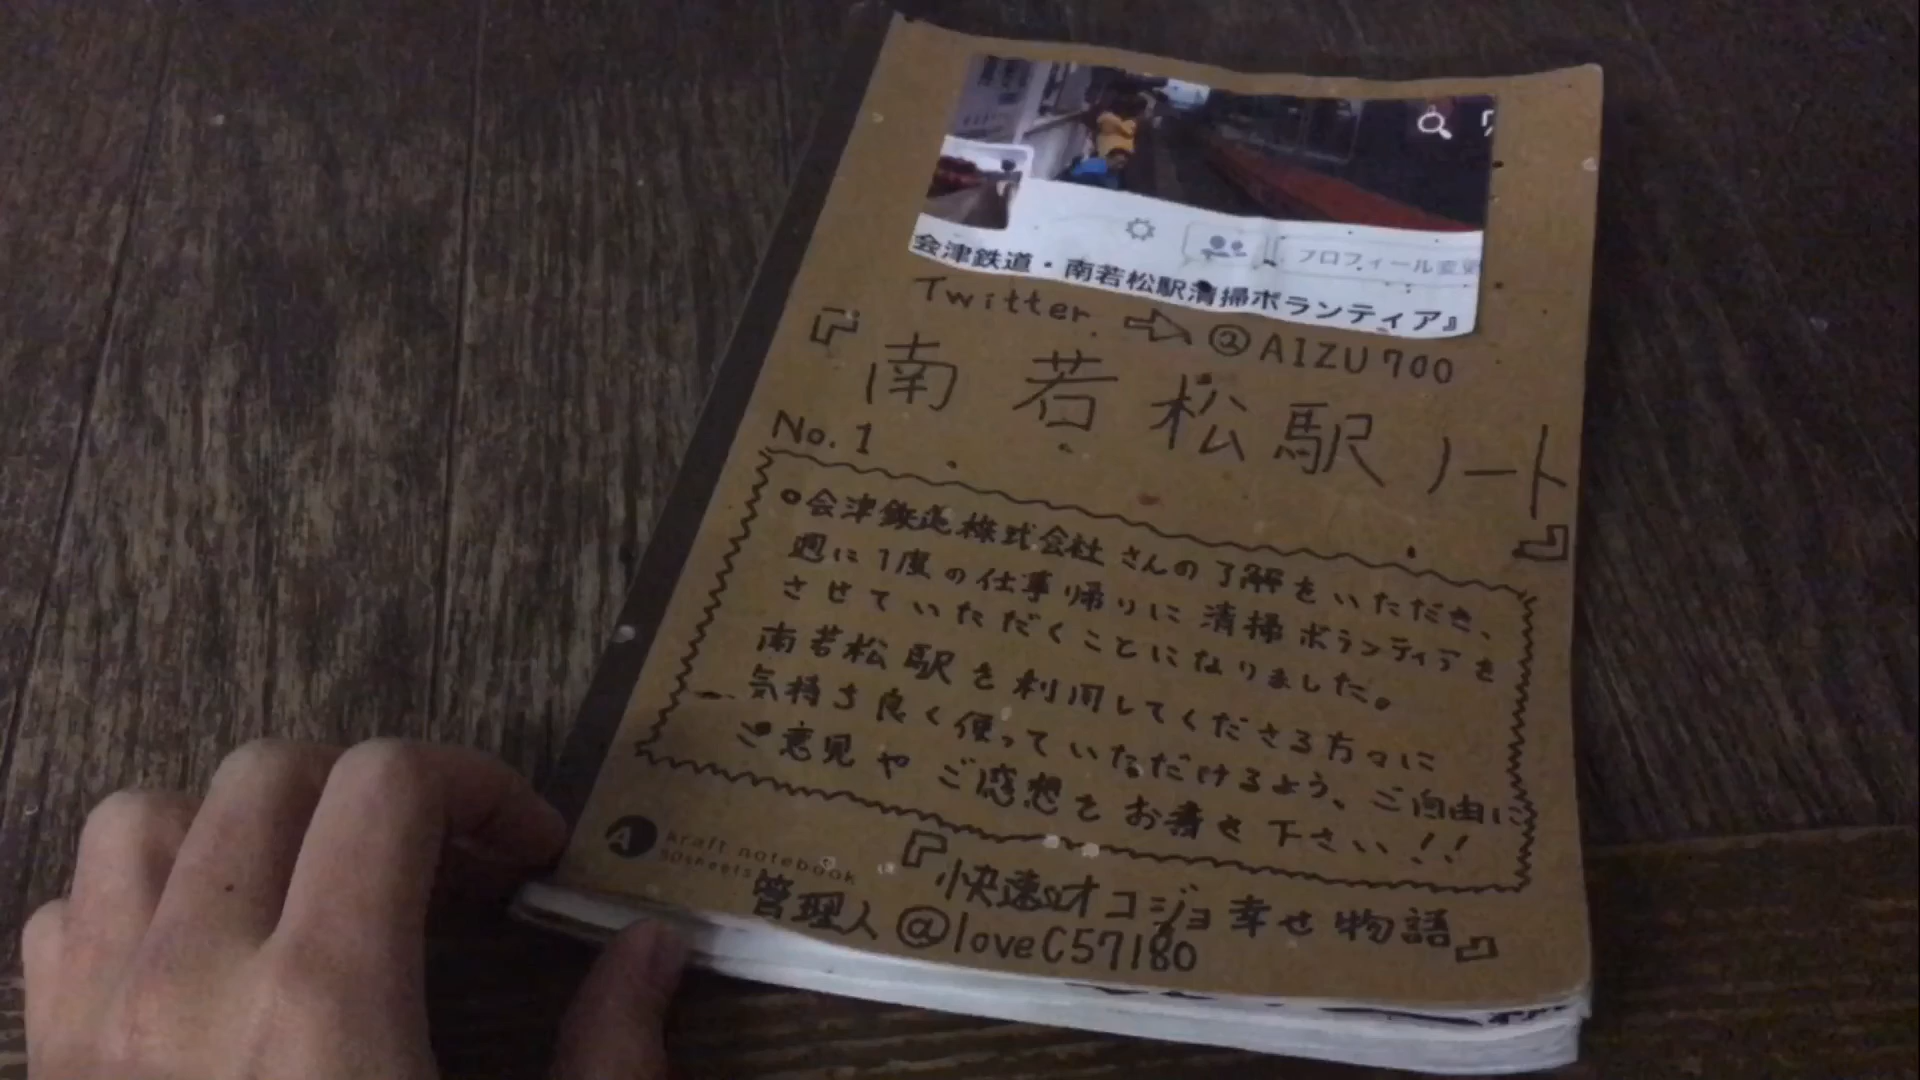 プロフィール変更
会津鉄道・南若松駅清掃ボランティア』
Twitter ⇨ @AIZU700
『南若松駅ノート』
No.1
○会津鉄道株式会社さんの了解をいただき、
週に1度の仕事帰りに清掃ボランティアを
させていただくことになりました。
南若松駅を利用してくださる方々に
気持ち良く使っていただけるよう、ご自由に
ご意見やご感想をお書き下さい!!
A kraft notebook
50sheets
『快速オコジョ幸せ物語』
管理人 @loveC57180